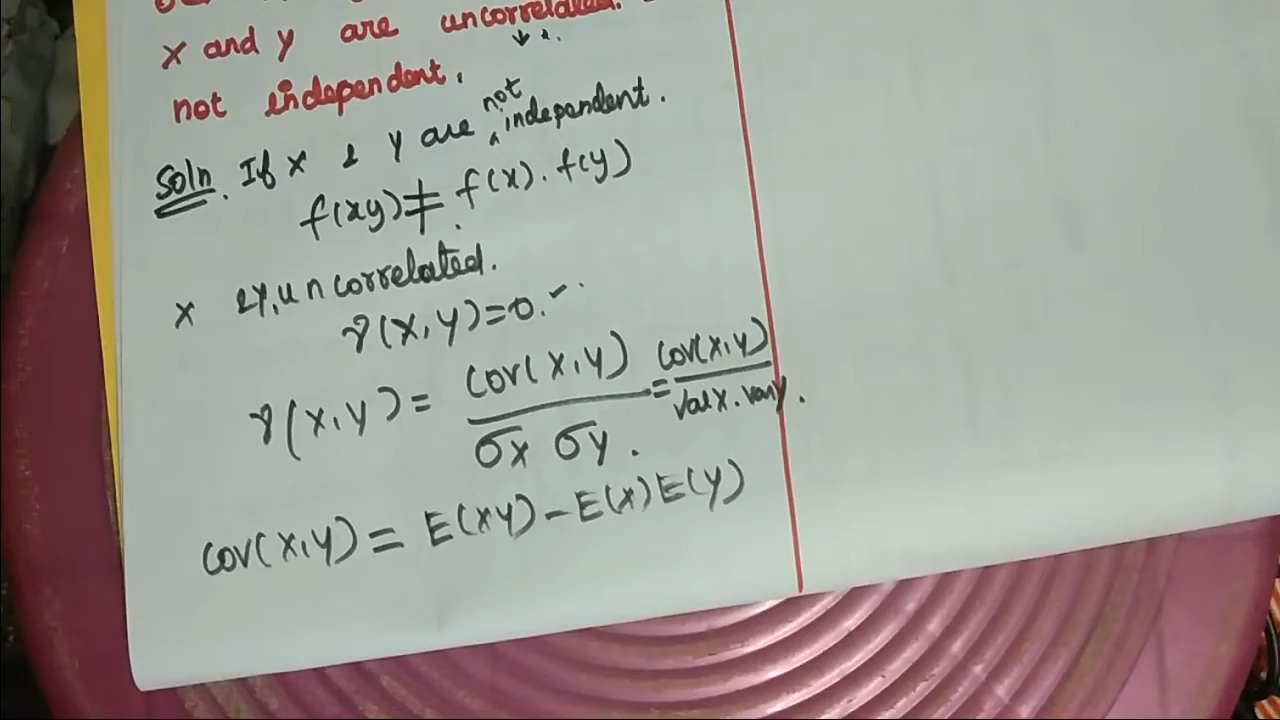 x and y are uncorrelated.
not independent.
Soln. If x & y are not independent.
f(xy) ≠ f(x). f(y)
x & y, uncorrelated.
γ(x,y)=0.
γ(x,y) = cov(x,y) / σx σy. = cov(x,y) / Varx.vary.
cov(x,y) = E(xy) - E(x) E(y)